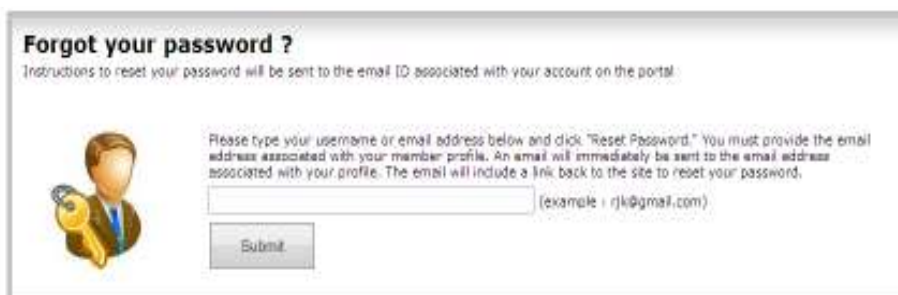 Forgot your password ?
Instructions to reset your password will be sent to the email ID associated with your account on the portal
Please type your username or email address below and click "Reset Password." You must provide the email
address associated with your member profile. An email will immediately be sent to the email address
associated with your profile. The email will include a link back to the site to reset your password.
(example : rjk@gmail.com)
Submit